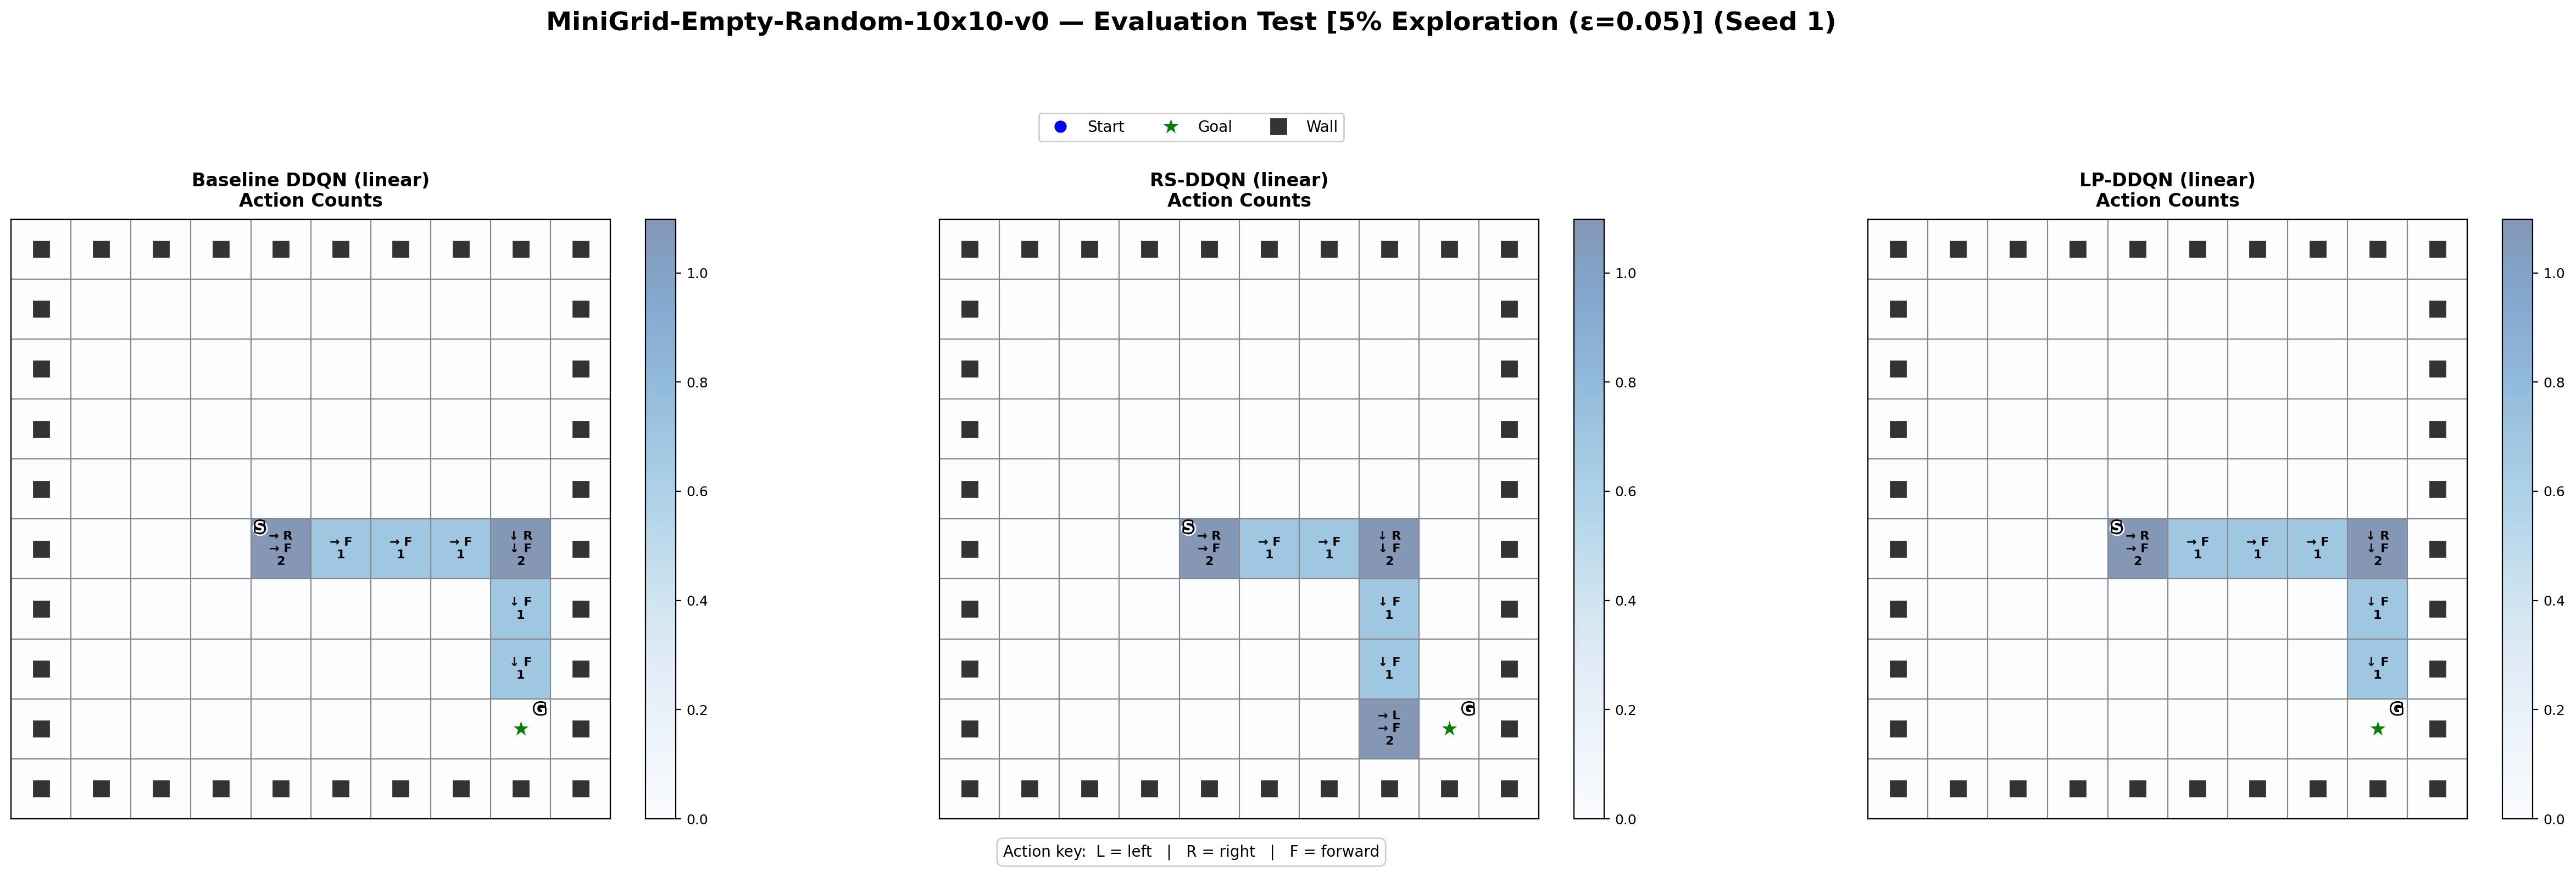 MiniGrid-Empty-Random-10x10-v0 — Evaluation Test [5% Exploration (ε=0.05)] (Seed 1)
Start
Goal
Wall
Baseline DDQN (linear)
Action Counts
S
→ R
→ F
2
→ F
1
→ F
1
→ F
1
↓ R
↓ F
2
↓ F
1
↓ F
1
G
1.0
0.8
0.6
0.4
0.2
0.0
RS-DDQN (linear)
Action Counts
S
→ R
→ F
2
→ F
1
→ F
1
↓ R
↓ F
2
↓ F
1
↓ F
1
→ L
→ F
2
G
1.0
0.8
0.6
0.4
0.2
0.0
LP-DDQN (linear)
Action Counts
S
→ R
→ F
2
→ F
1
→ F
1
→ F
1
↓ R
↓ F
2
↓ F
1
↓ F
1
G
1.0
0.8
0.6
0.4
0.2
0.0
Action key: L = left | R = right | F = forward